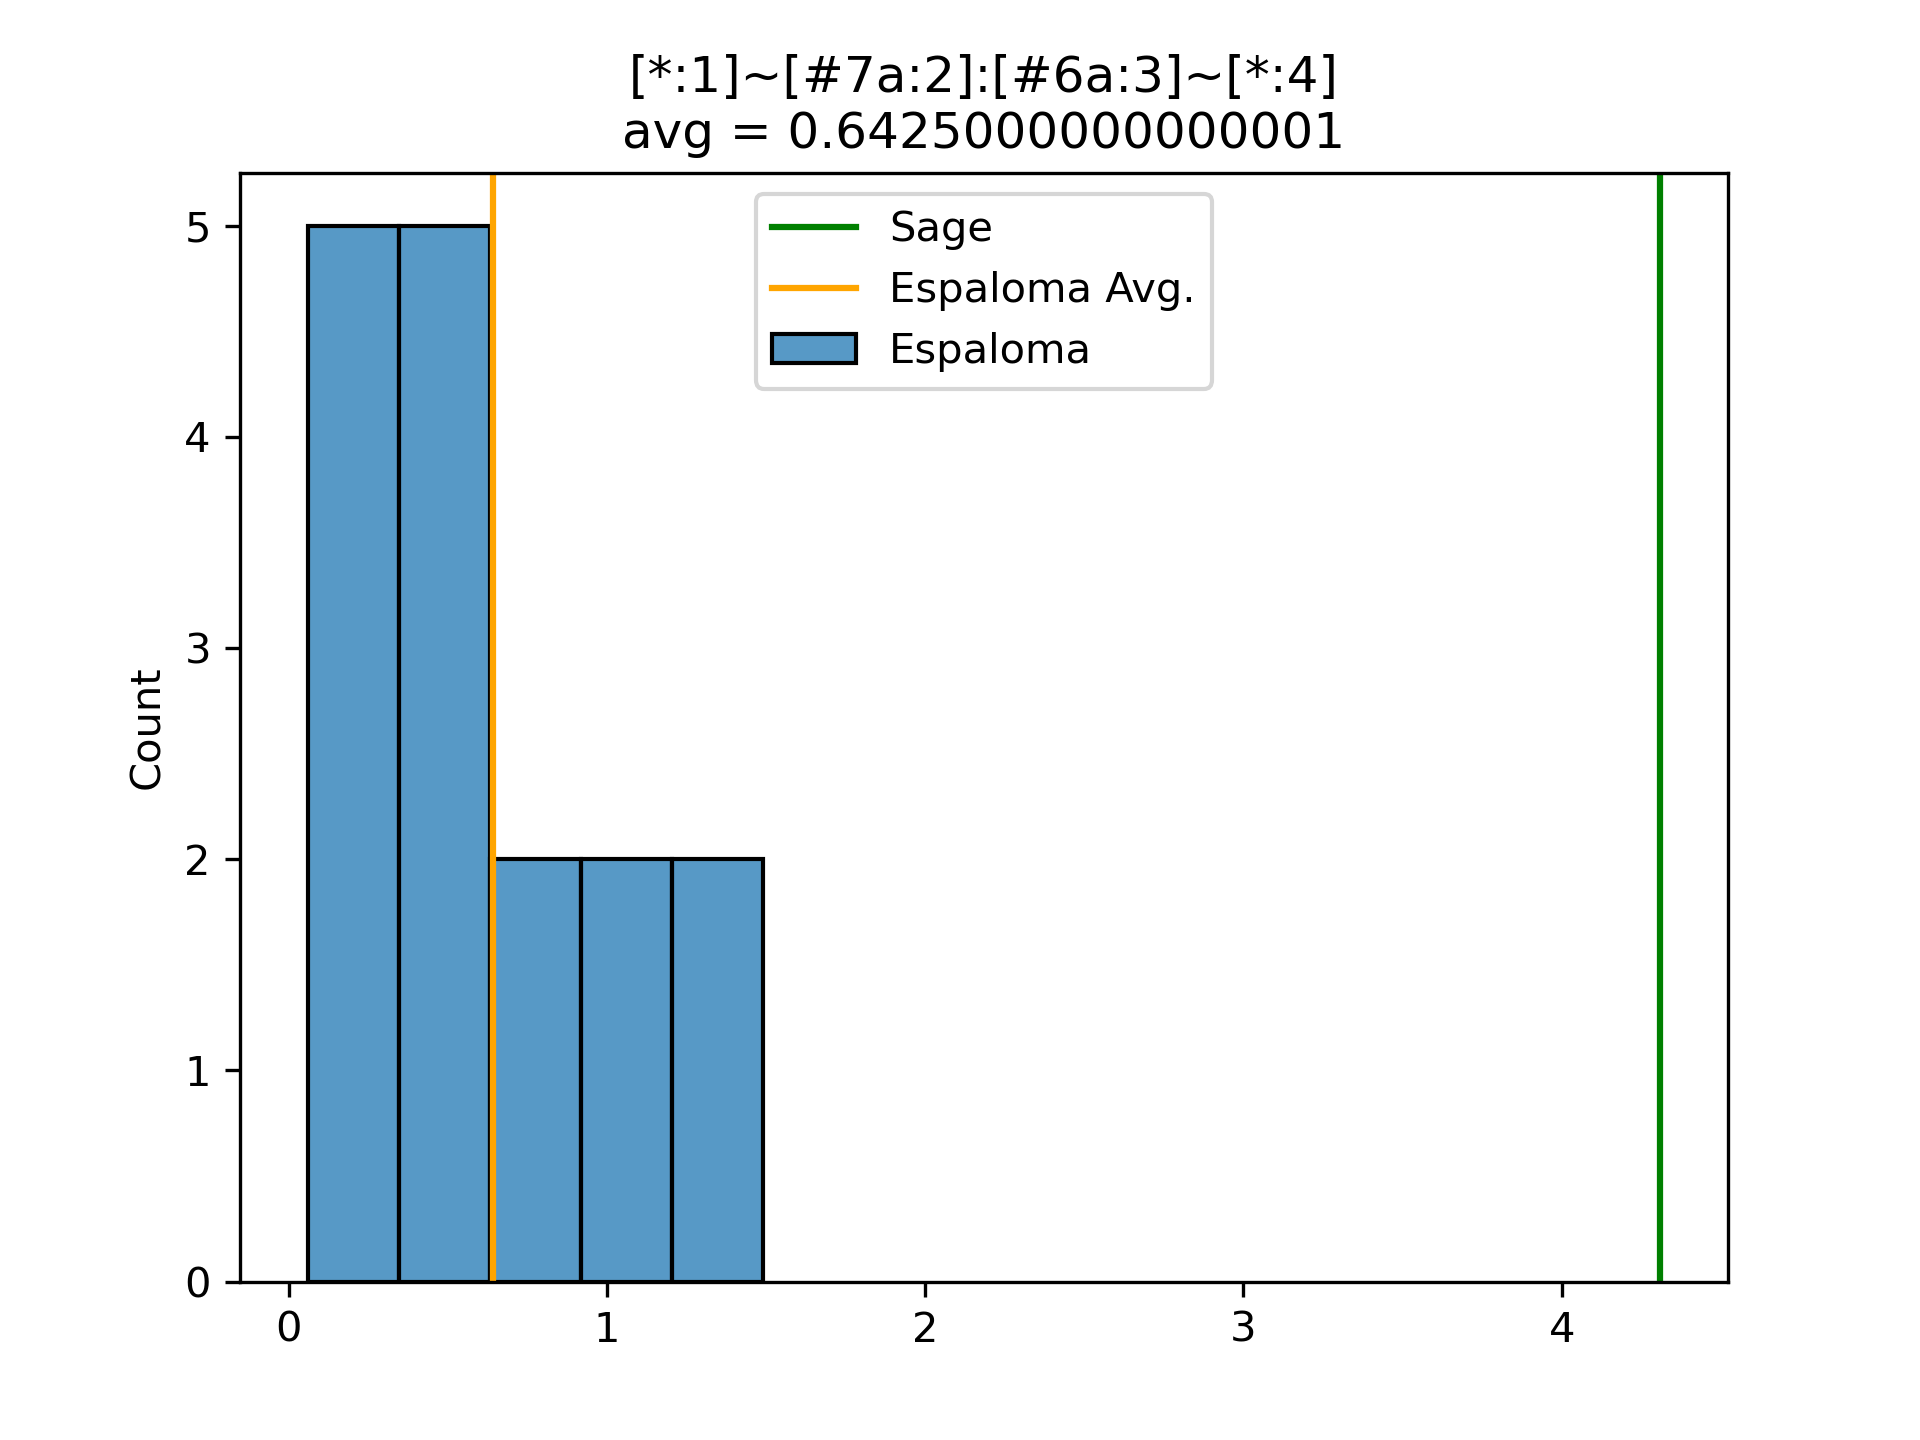 [*:1]~[#7a:2]:[#6a:3]~[*:4]
avg = 0.6425000000000001
Sage
Espaloma Avg.
Espaloma
5
4
3
2
1
0
Count
0 1 2 3 4